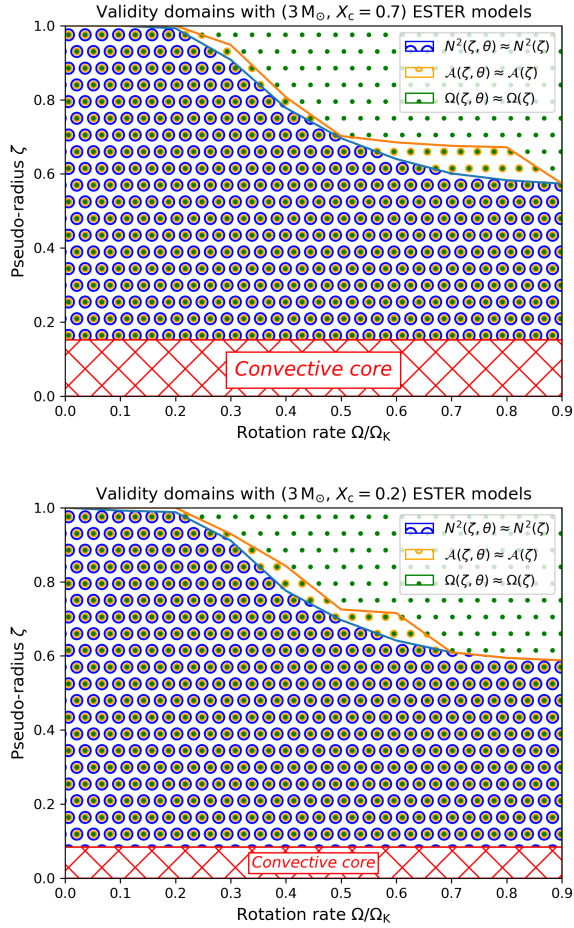 Validity domains with (3 M⊙, Xc = 0.7) ESTER models
N²(ζ, θ) ≈ N²(ζ)
𝒜(ζ, θ) ≈ 𝒜(ζ)
Ω(ζ, θ) ≈ Ω(ζ)
1.0
0.8
0.6
0.4
0.2
0.0
Pseudo-radius ζ
Convective core
0.0 0.1 0.2 0.3 0.4 0.5 0.6 0.7 0.8 0.9
Rotation rate Ω/ΩK
Validity domains with (3 M⊙, Xc = 0.2) ESTER models
N²(ζ, θ) ≈ N²(ζ)
𝒜(ζ, θ) ≈ 𝒜(ζ)
Ω(ζ, θ) ≈ Ω(ζ)
1.0
0.8
0.6
0.4
0.2
0.0
Pseudo-radius ζ
Convective core
0.0 0.1 0.2 0.3 0.4 0.5 0.6 0.7 0.8 0.9
Rotation rate Ω/ΩK